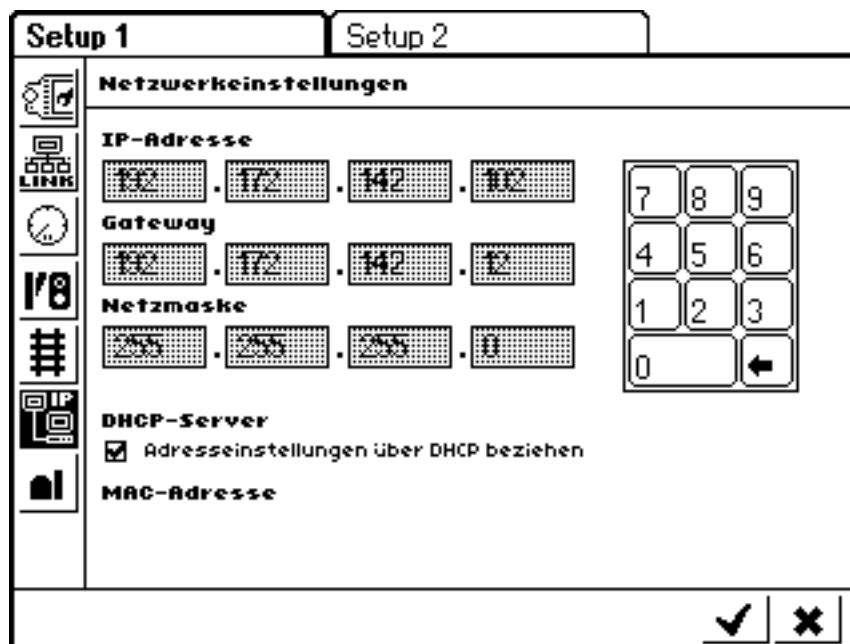 Setup 1 Setup 2
Netzwerkeinstellungen
IP-Adresse
192 . 172 . 142 . 102
Gateway
192 . 172 . 142 . 12
Netzmaske
255 . 255 . 255 . 0
7 8 9
4 5 6
1 2 3
0
DHCP-Server
Adresseinstellungen über DHCP beziehen
MAC-Adresse
LINK
IP